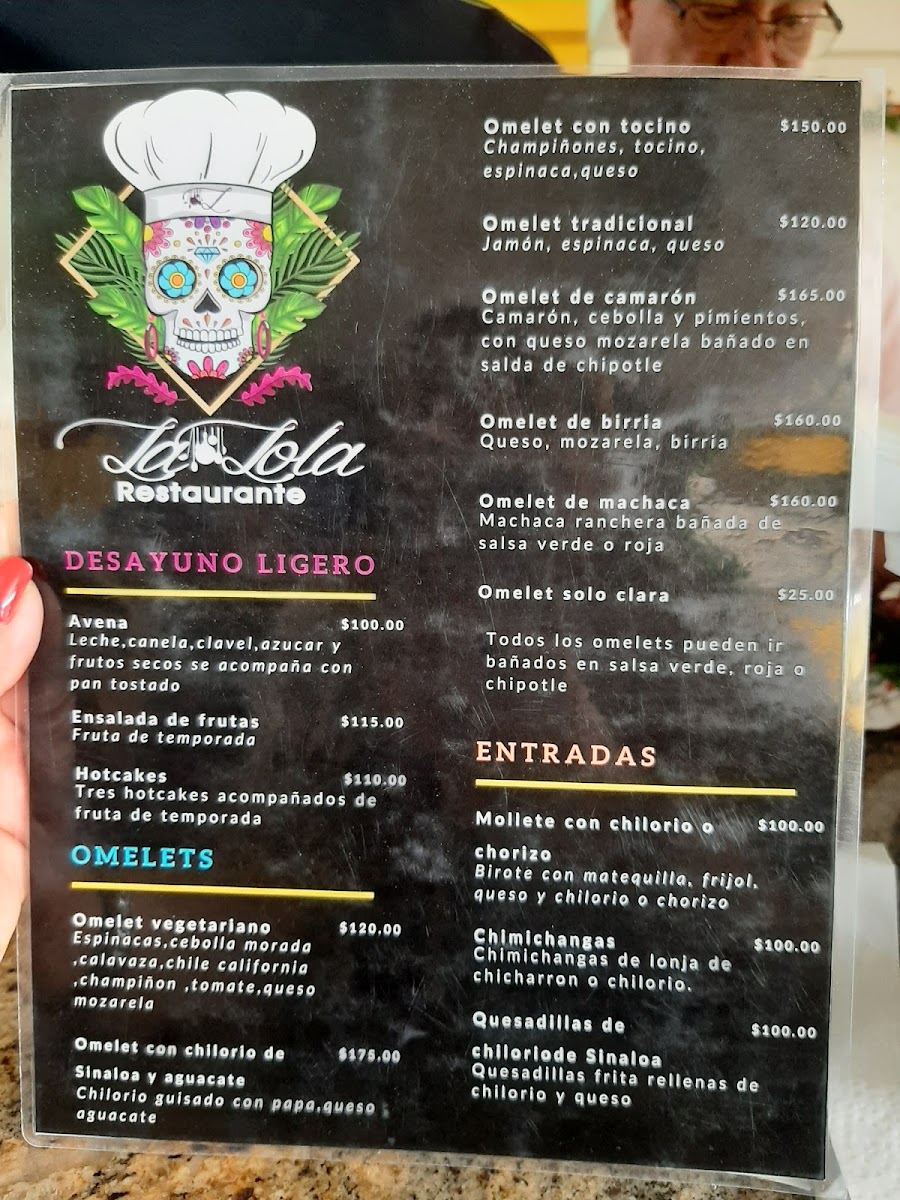 La Lola
Restaurante
DESAYUNO LIGERO
Avena $100.00
Leche,canela,clavel,azucar y
frutos secos se acompaña con
pan tostado
Ensalada de frutas $115.00
Fruta de temporada
Hotcakes $110.00
Tres hotcakes acompañados de
fruta de temporada
OMELETS
Omelet vegetariano $120.00
Espinacas,cebolla morada
,calavaza,chile california
,champiñon ,tomate,queso
mozarela
Omelet con chilorio de $175.00
Sinaloa y aguacate
Chilorio guisado con papa,queso ,
aguacate
Omelet con tocino $150.00
Champiñones, tocino,
espinaca,queso
Omelet tradicional $120.00
Jamón, espinaca, queso
Omelet de camarón $165.00
Camarón, cebolla y pimientos,
con queso mozarela bañado en
salda de chipotle
Omelet de birria $160.00
Queso, mozarela, birria
Omelet de machaca $160.00
Machaca ranchera bañada de
salsa verde o roja
Omelet solo clara $25.00
Todos los omelets pueden ir
bañados en salsa verde, roja o
chipotle
ENTRADAS
Mollete con chilorio o $100.00
chorizo
Birote con matequilla, frijol,
queso y chilorio o chorizo
Chimichangas $100.00
Chimichangas de lonja de
chicharron o chilorio.
Quesadillas de $100.00
chiloriode Sinaloa
Quesadillas frita rellenas de
chilorio y queso